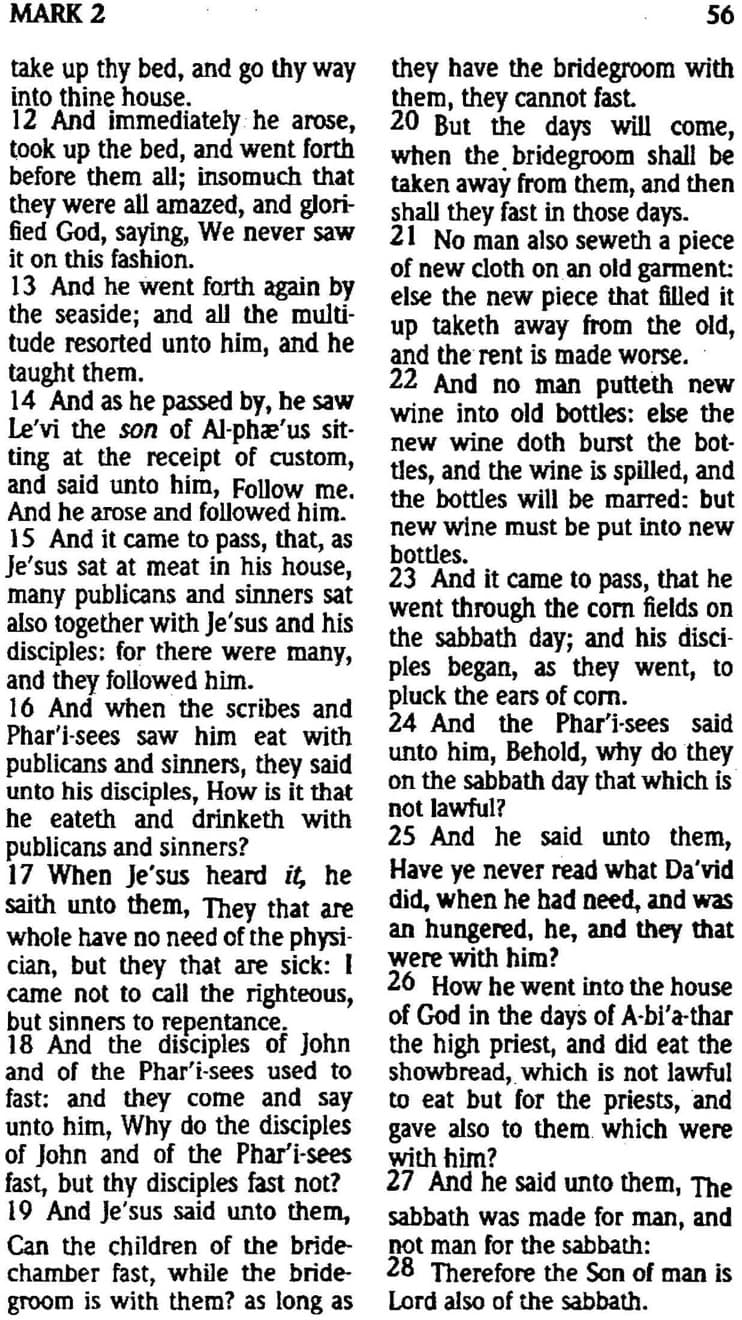 MARK 2
56
take up thy bed, and go thy way
into thine house.
12 And immediately he arose,
took up the bed, and went forth
before them all; insomuch that
they were all amazed, and glori-
fied God, saying, We never saw
it on this fashion.
13 And he went forth again by
the seaside; and all the multi-
tude resorted unto him, and he
taught them.
14 And as he passed by, he saw
Le′vi the son of Al-phæ′us sit-
ting at the receipt of custom,
and said unto him, Follow me.
And he arose and followed him.
15 And it came to pass, that, as
Je′sus sat at meat in his house,
many publicans and sinners sat
also together with Je′sus and his
disciples: for there were many,
and they followed him.
16 And when the scribes and
Phar′i-sees saw him eat with
publicans and sinners, they said
unto his disciples, How is it that
he eateth and drinketh with
publicans and sinners?
17 When Je′sus heard it, he
saith unto them, They that are
whole have no need of the physi-
cian, but they that are sick: I
came not to call the righteous,
but sinners to repentance.
18 And the disciples of John
and of the Phar′i-sees used to
fast: and they come and say
unto him, Why do the disciples
of John and of the Phar′i-sees
fast, but thy disciples fast not?
19 And Je′sus said unto them,
Can the children of the bride-
chamber fast, while the bride-
groom is with them? as long as
they have the bridegroom with
them, they cannot fast.
20 But the days will come,
when the bridegroom shall be
taken away from them, and then
shall they fast in those days.
21 No man also seweth a piece
of new cloth on an old garment:
else the new piece that filled it
up taketh away from the old,
and the rent is made worse.
22 And no man putteth new
wine into old bottles: else the
new wine doth burst the bot-
tles, and the wine is spilled, and
the bottles will be marred: but
new wine must be put into new
bottles.
23 And it came to pass, that he
went through the corn fields on
the sabbath day; and his disci-
ples began, as they went, to
pluck the ears of corn.
24 And the Phar′i-sees said
unto him, Behold, why do they
on the sabbath day that which is
not lawful?
25 And he said unto them,
Have ye never read what Da′vid
did, when he had need, and was
an hungered, he, and they that
were with him?
26 How he went into the house
of God in the days of A-bi′a-thar
the high priest, and did eat the
showbread, which is not lawful
to eat but for the priests, and
gave also to them which were
with him?
27 And he said unto them, The
sabbath was made for man, and
not man for the sabbath:
28 Therefore the Son of man is
Lord also of the sabbath.